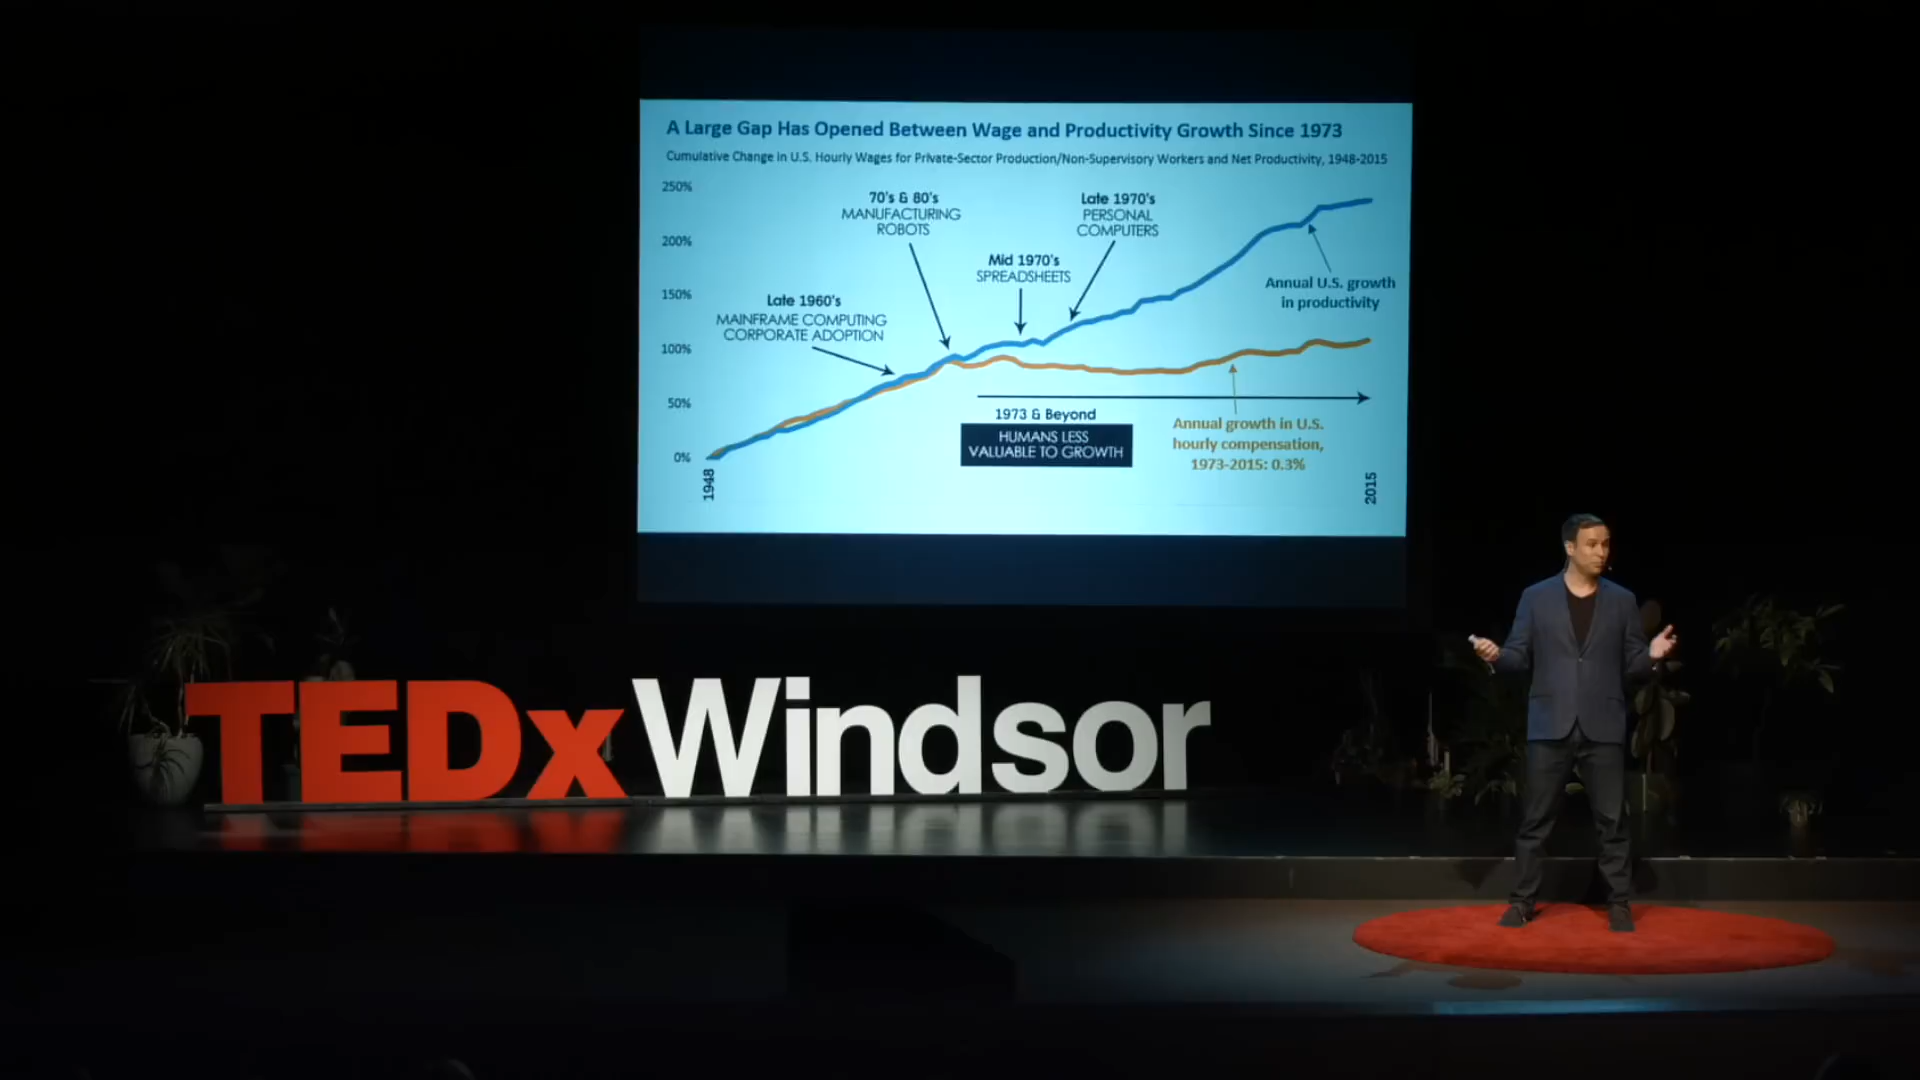 A Large Gap Has Opened Between Wage and Productivity Growth Since 1973
Cumulative Change in U.S. Hourly Wages for Private-Sector Production/Non-Supervisory Workers and Net Productivity, 1948-2015
250%
200%
150%
100%
50%
0%
Late 1960's
MAINFRAME COMPUTING
CORPORATE ADOPTION
70's & 80's
MANUFACTURING
ROBOTS
Mid 1970's
SPREADSHEETS
Late 1970's
PERSONAL
COMPUTERS
Annual U.S. growth
in productivity
1973 & Beyond
HUMANS LESS
VALUABLE TO GROWTH
Annual growth in U.S.
hourly compensation,
1973-2015: 0.3%
1948
2015
TEDxWindsor